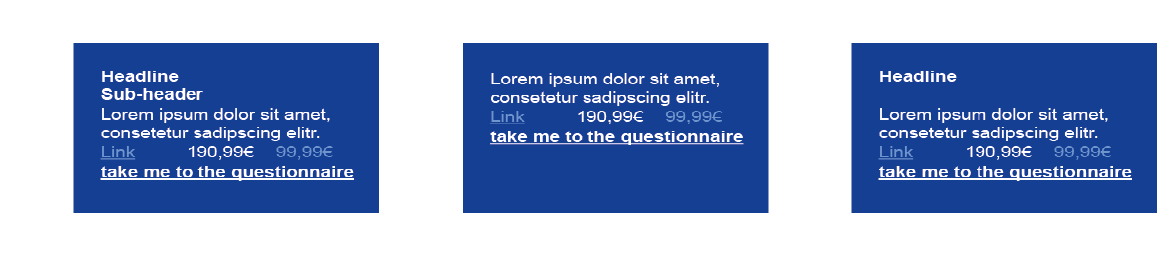 Headline
Sub-header
Lorem ipsum dolor sit amet,
consetetur sadipscing elitr.
Link 190,99€ 99,99€
take me to the questionnaire
Lorem ipsum dolor sit amet,
consetetur sadipscing elitr.
Link 190,99€ 99,99€
take me to the questionnaire
Headline
Lorem ipsum dolor sit amet,
consetetur sadipscing elitr.
Link 190,99€ 99,99€
take me to the questionnaire